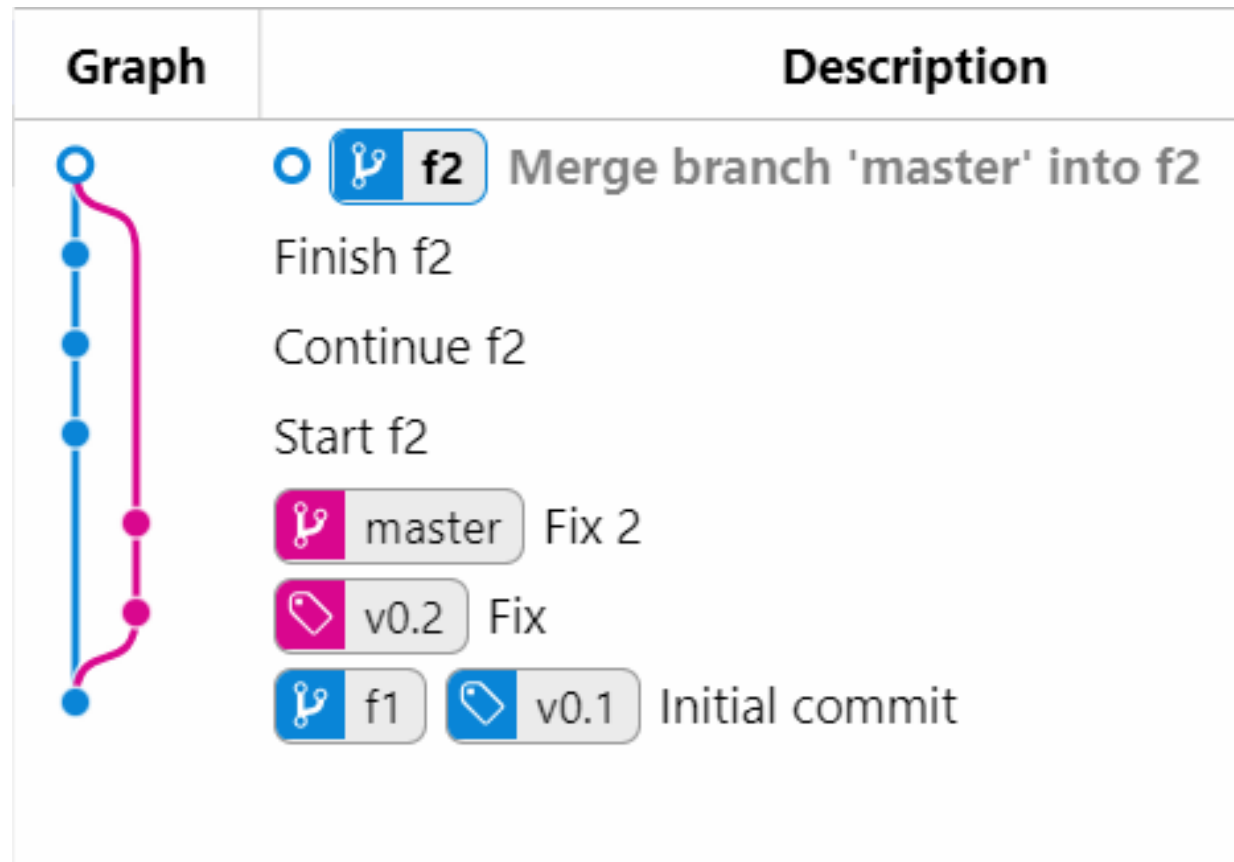 Graph Description
f2 Merge branch 'master' into f2
Finish f2
Continue f2
Start f2
master Fix 2
v0.2 Fix
f1 v0.1 Initial commit